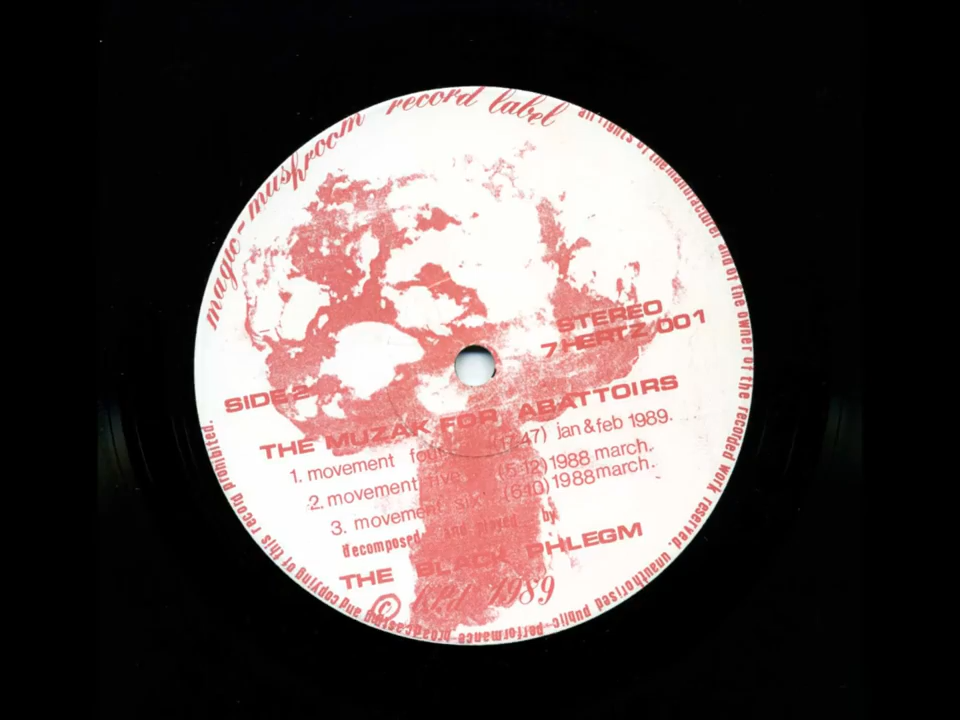 magic-mushroom record label
all rights of the manufacturer and of the owner of the recorded work reserved. unauthorised public performance broadcasting and copying of this record prohibited.
STEREO
7 HERTZ 001
SIDE 2
THE MUZAK FOR ABATTOIRS
1. movement four (7:47) jan & feb 1989.
2. movement five (5:12) 1988 march.
3. movement six (6:10) 1988 march.
decomposed and played by
THE BLACK PHLEGM
© 1989